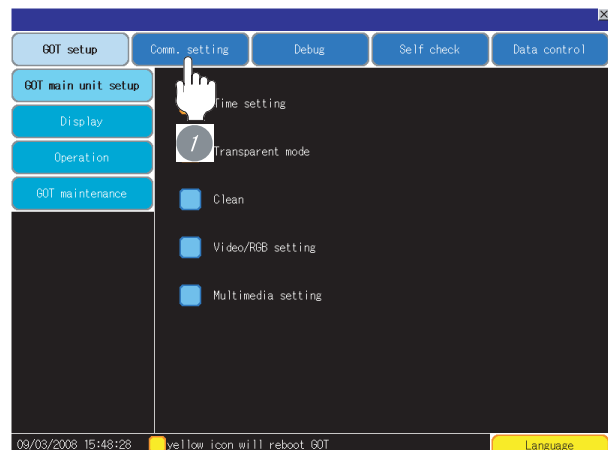 GOT setup
Comm. setting
Debug
Self check
Data control
GOT main unit setup
Display
Operation
GOT maintenance
Time setting
1
Transparent mode
Clean
Video/RGB setting
Multimedia setting
09/03/2008 15:48:28
yellow icon will reboot GOT
Language